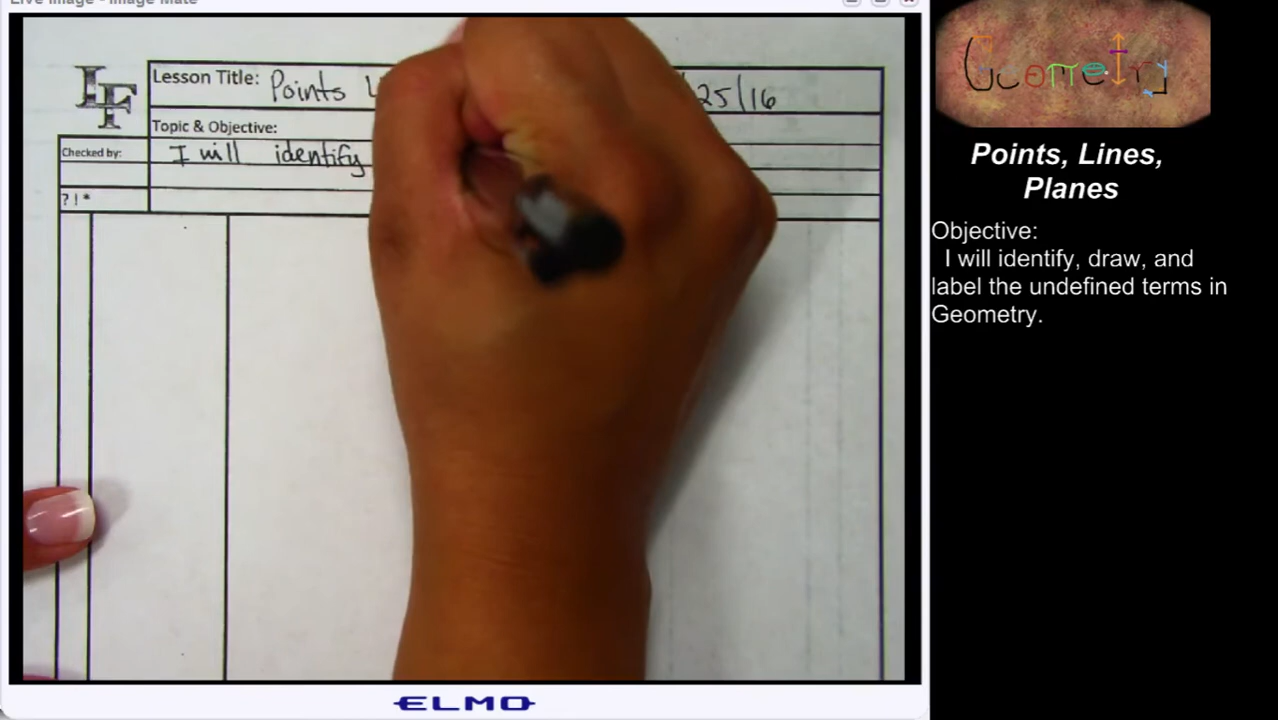 Live Image - Image Mate
LF
Lesson Title: Points
25/16
Topic & Objective:
Checked by: I will identify
? ! *
ELMO
Geometry
Points, Lines,
Planes
Objective:
I will identify, draw, and
label the undefined terms in
Geometry.